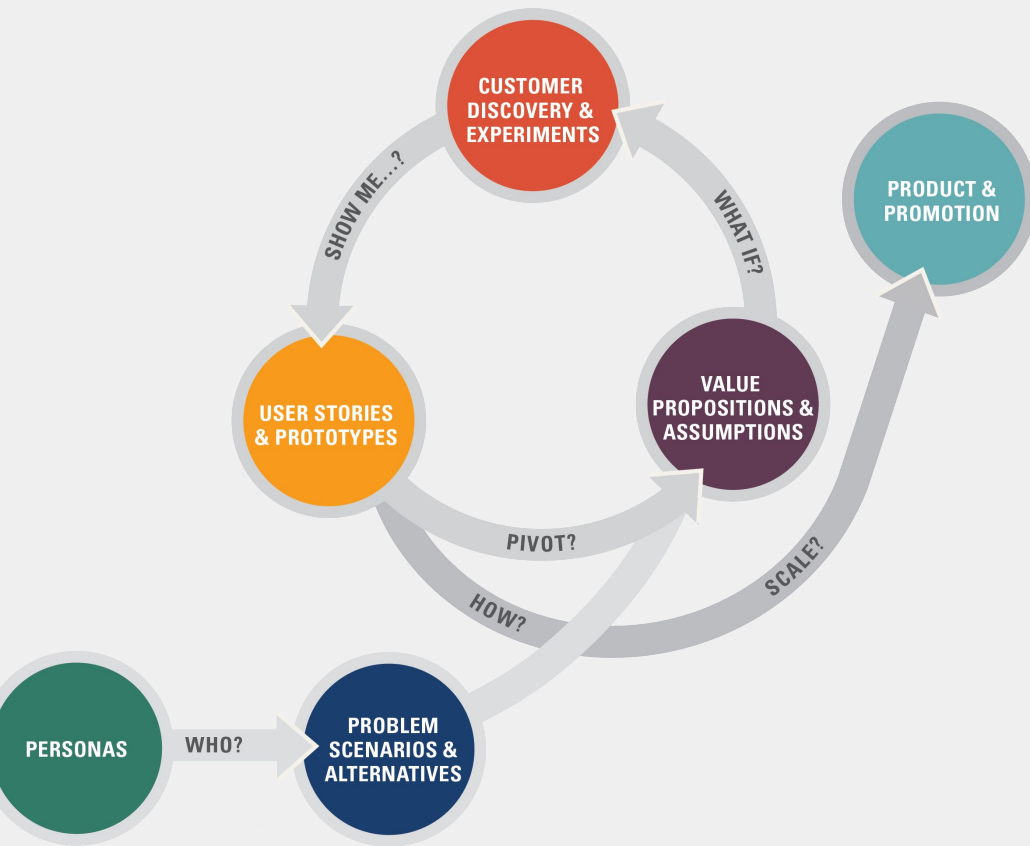 CUSTOMER
DISCOVERY &
EXPERIMENTS
PRODUCT &
PROMOTION
SHOW ME...?
WHAT IF?
USER STORIES
& PROTOTYPES
VALUE
PROPOSITIONS &
ASSUMPTIONS
PIVOT?
HOW?
SCALE?
PERSONAS
WHO?
PROBLEM
SCENARIOS &
ALTERNATIVES